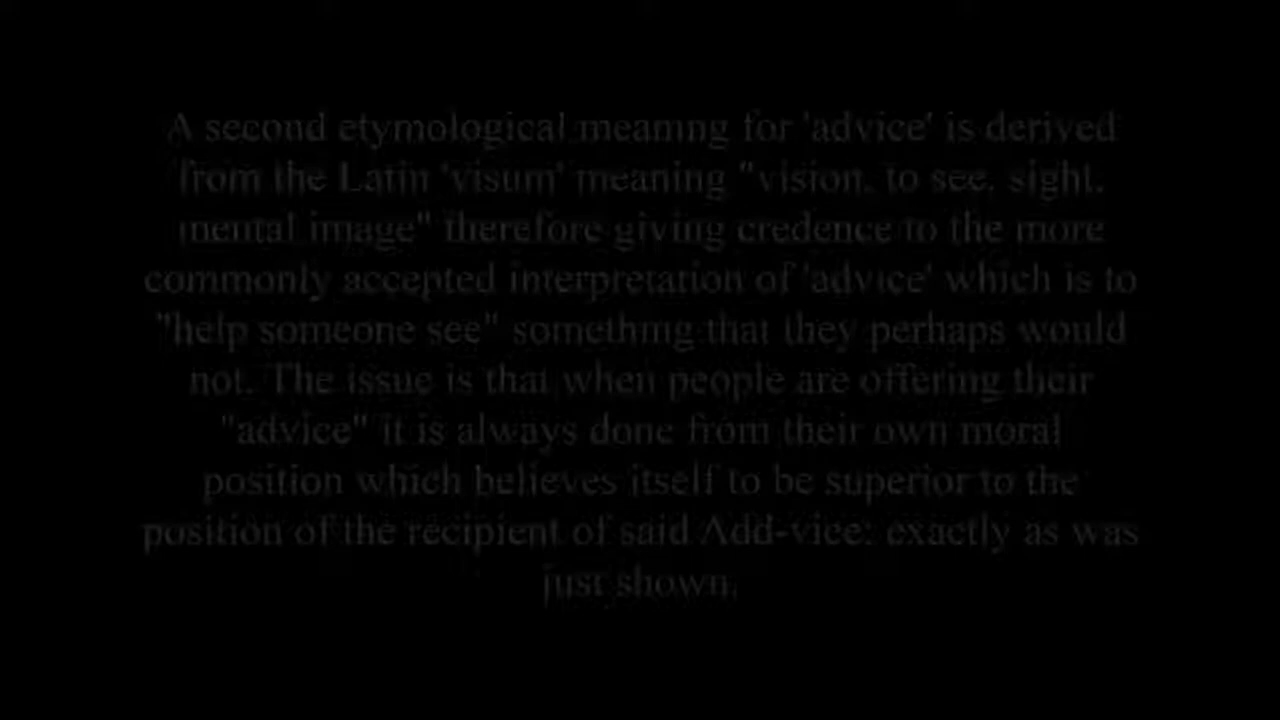 A second etymological meaning for 'advice' is derived
from the Latin 'visum' meaning "vision, to see, sight,
mental image" therefore giving credence to the more
commonly accepted interpretation of 'advice' which is to
"help someone see" something that they perhaps would
not. The issue is that when people are offering their
"advice" it is always done from their own moral
position which believes itself to be superior to the
position of the recipient of said Add-vice; exactly as was
just shown.